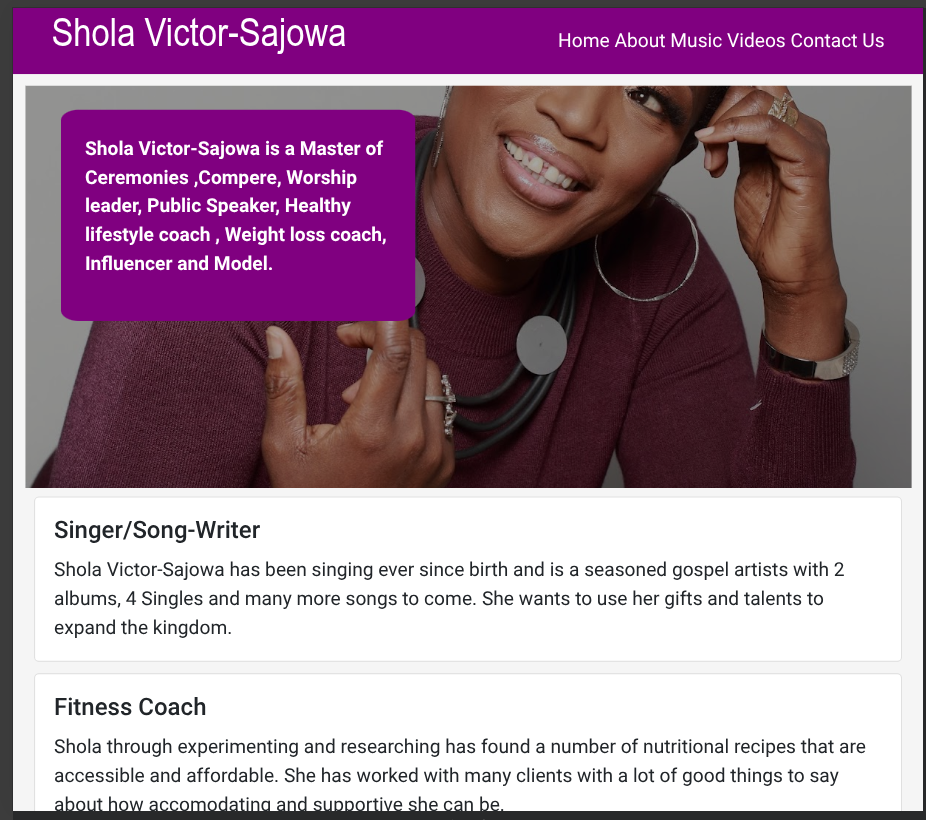 Shola Victor-Sajowa
Home About Music Videos Contact Us
Shola Victor-Sajowa is a Master of
Ceremonies ,Compere, Worship
leader, Public Speaker, Healthy
lifestyle coach , Weight loss coach,
Influencer and Model.
Singer/Song-Writer
Shola Victor-Sajowa has been singing ever since birth and is a seasoned gospel artists with 2
albums, 4 Singles and many more songs to come. She wants to use her gifts and talents to
expand the kingdom.
Fitness Coach
Shola through experimenting and researching has found a number of nutritional recipes that are
accessible and affordable. She has worked with many clients with a lot of good things to say
about how accomodating and supportive she can be.